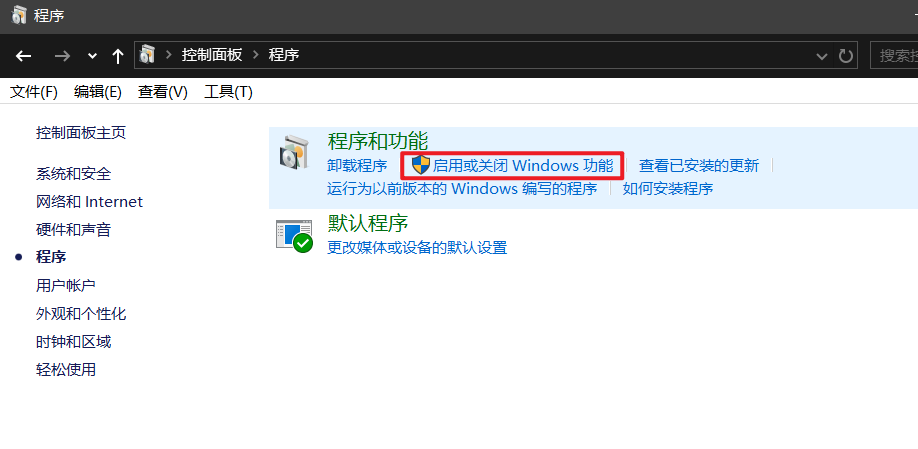 程序
控制面板 程序
搜索控
文件(F) 编辑(E) 查看(V) 工具(T)
控制面板主页
系统和安全
网络和 Internet
硬件和声音
程序
用户帐户
外观和个性化
时钟和区域
轻松使用
程序和功能
卸载程序 启用或关闭 Windows 功能 查看已安装的更新
运行为以前版本的 Windows 编写的程序 如何安装程序
默认程序
更改媒体或设备的默认设置